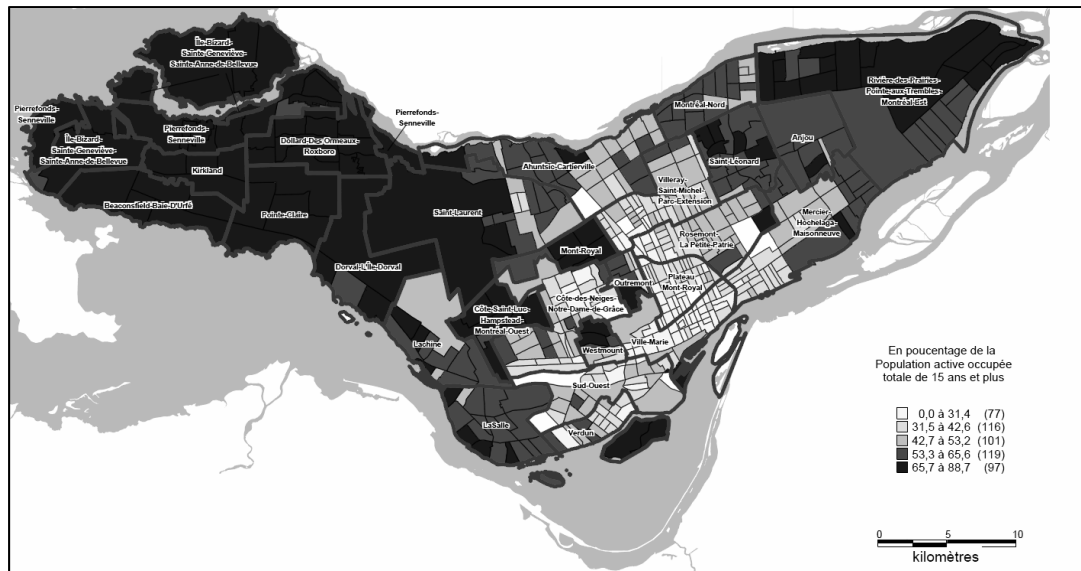 Île-Bizard-
Sainte-Geneviève-
Sainte-Anne-de-Bellevue
Pierrefonds-
Senneville
Île-Bizard-
Sainte-Geneviève-
Sainte-Anne-de-Bellevue
Pierrefonds-
Senneville
Kirkland
Beaconsfield-Baie-D'Urfé
Pointe-Claire
Dollard-Des Ormeaux-
Roxboro
Pierrefonds-
Senneville
Dorval-L'Île-Dorval
Saint-Laurent
Ahuntsic-Cartierville
Montréal-Nord
Rivière-des-Prairies-
Pointe-aux-Trembles-
Montréal-Est
Anjou
Saint-Léonard
Villeray-
Saint-Michel-
Parc-Extension
Mercier-
Hochelaga-
Maisonneuve
Rosemont-
La Petite-Patrie
Mont-Royal
Outremont
Plateau
Mont-Royal
Côte-des-Neiges-
Notre-Dame-de-Grâce
Côte-Saint-Luc-
Hampstead-
Montréal-Ouest
Westmount
Ville-Marie
Lachine
Sud-Ouest
LaSalle
Verdun
En poucentage de la
Population active occupée
totale de 15 ans et plus
0,0 à 31,4 (77)
31,5 à 42,6 (116)
42,7 à 53,2 (101)
53,3 à 65,6 (119)
65,7 à 88,7 (97)
0 5 10
kilomètres